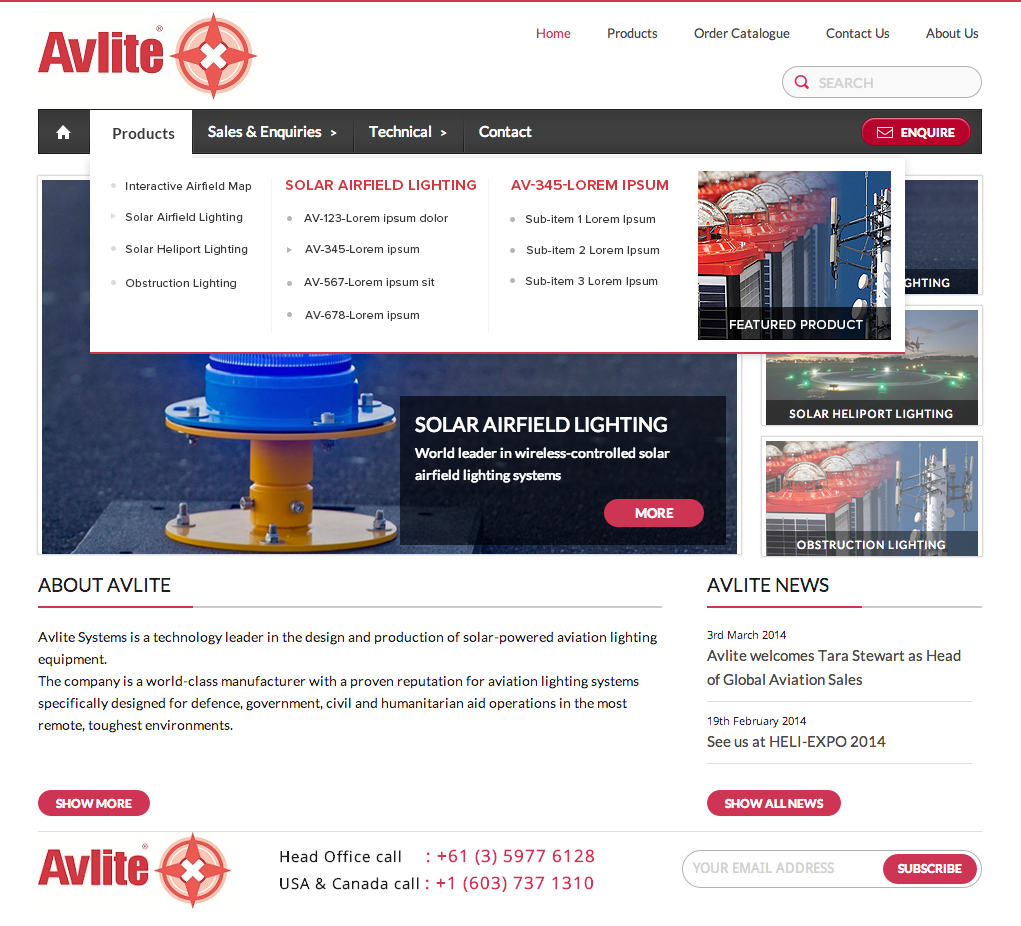 Avlite®
Home Products Order Catalogue Contact Us About Us
SEARCH
Products Sales & Enquiries > Technical > Contact ENQUIRE
Interactive Airfield Map
Solar Airfield Lighting
Solar Heliport Lighting
Obstruction Lighting
SOLAR AIRFIELD LIGHTING
AV-123-Lorem ipsum dolor
AV-345-Lorem ipsum
AV-567-Lorem ipsum sit
AV-678-Lorem ipsum
AV-345-LOREM IPSUM
Sub-item 1 Lorem Ipsum
Sub-item 2 Lorem Ipsum
Sub-item 3 Lorem Ipsum
FEATURED PRODUCT
GHTING
SOLAR HELIPORT LIGHTING
OBSTRUCTION LIGHTING
SOLAR AIRFIELD LIGHTING
World leader in wireless-controlled solar
airfield lighting systems
MORE
ABOUT AVLITE
Avlite Systems is a technology leader in the design and production of solar-powered aviation lighting
equipment.
The company is a world-class manufacturer with a proven reputation for aviation lighting systems
specifically designed for defence, government, civil and humanitarian aid operations in the most
remote, toughest environments.
SHOW MORE
AVLITE NEWS
3rd March 2014
Avlite welcomes Tara Stewart as Head
of Global Aviation Sales
19th February 2014
See us at HELI-EXPO 2014
SHOW ALL NEWS
Avlite®
Head Office call : +61 (3) 5977 6128
USA & Canada call : +1 (603) 737 1310
YOUR EMAIL ADDRESS SUBSCRIBE